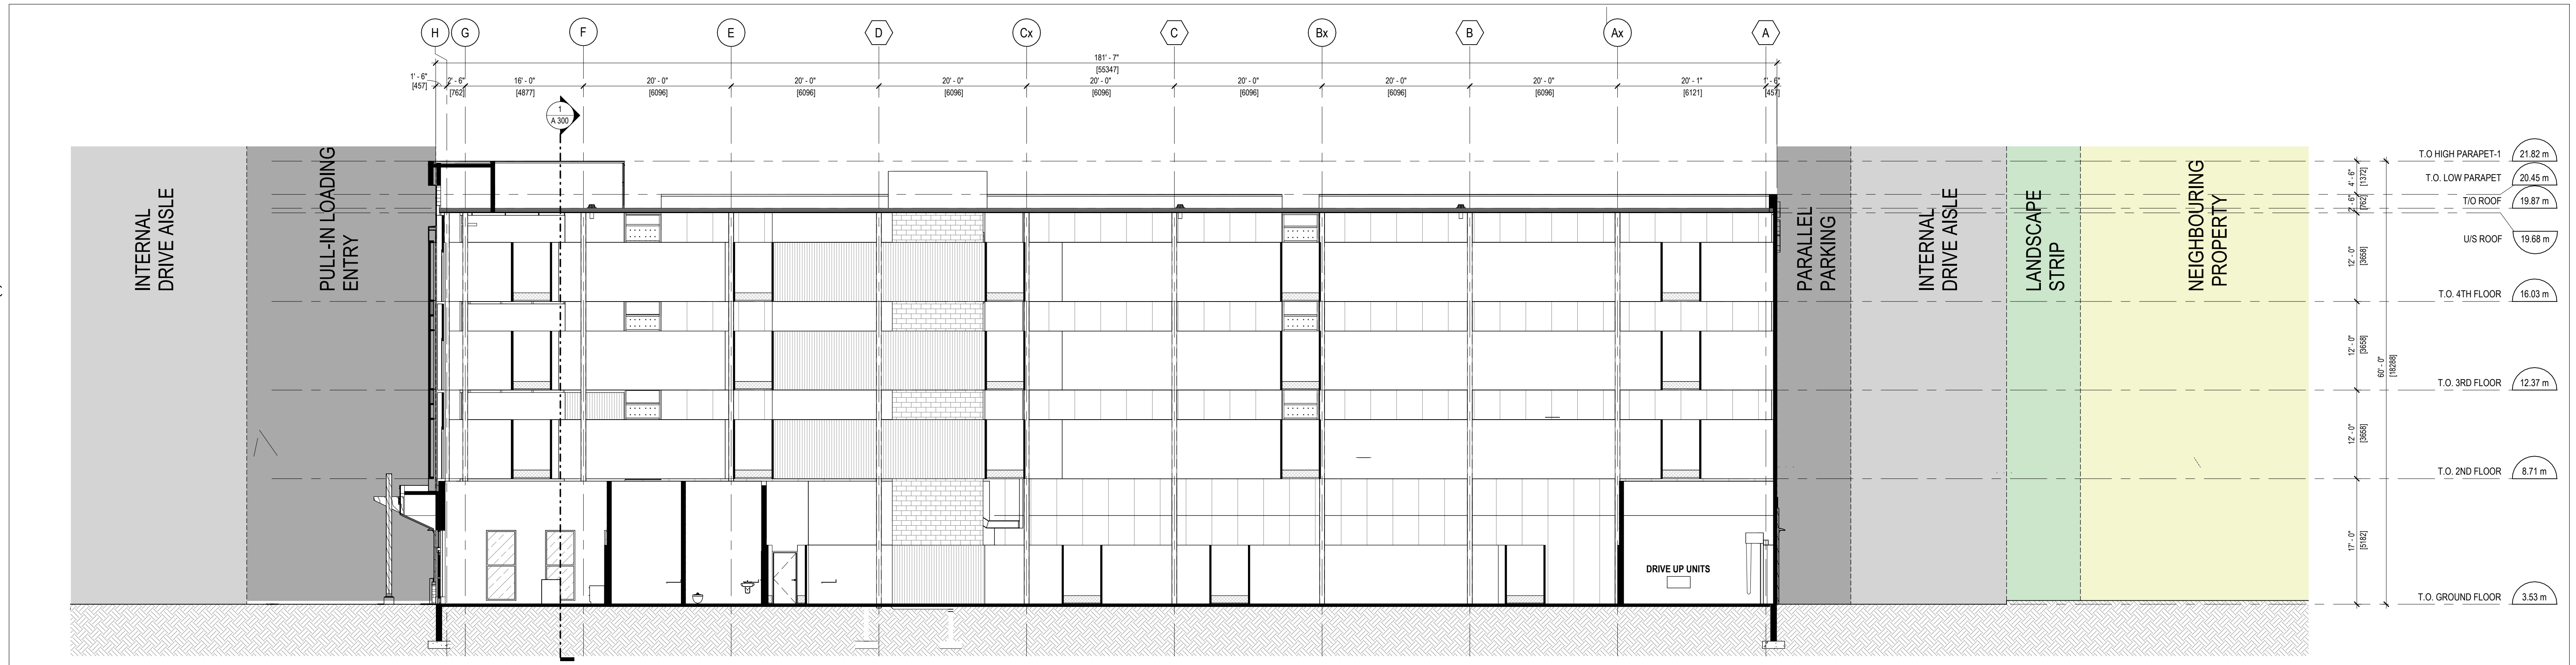 H
G
F
E
D
Cx
C
Bx
B
Ax
A
181' - 7"
[55347]
1' - 6"
[457]
2' - 6"
[762]
16' - 0"
[4877]
20' - 0"
[6096]
20' - 0"
[6096]
20' - 0"
[6096]
20' - 0"
[6096]
20' - 0"
[6096]
20' - 0"
[6096]
20' - 0"
[6096]
20' - 1"
[6121]
1' - 6"
[457]
1
A 300
INTERNAL
DRIVE AISLE
PULL-IN LOADING
ENTRY
PARALLEL
PARKING
INTERNAL
DRIVE AISLE
LANDSCAPE
STRIP
NEIGHBOURING
PROPERTY
DRIVE UP UNITS
4' - 6"
[1372]
2' - 6"
[762]
12' - 0"
[3658]
12' - 0"
[3658]
12' - 0"
[3658]
17' - 0"
[5182]
60' - 0"
[18288]
T.O HIGH PARAPET-1 21.82 m
T.O. LOW PARAPET 20.45 m
T/O ROOF 19.87 m
U/S ROOF 19.68 m
T.O. 4TH FLOOR 16.03 m
T.O. 3RD FLOOR 12.37 m
T.O. 2ND FLOOR 8.71 m
T.O. GROUND FLOOR 3.53 m